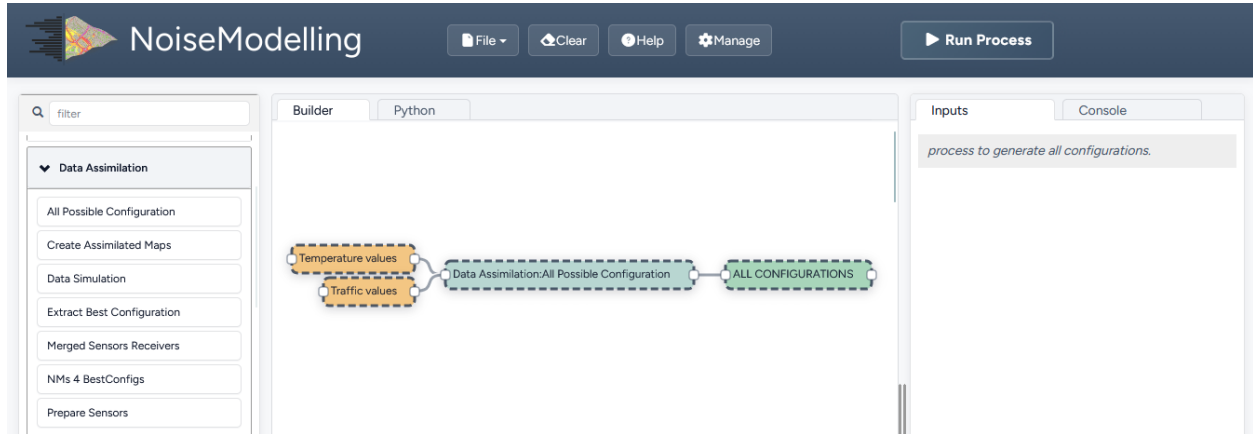 NoiseModelling
File
Clear
Help
Manage
Run Process
filter
Data Assimilation
All Possible Configuration
Create Assimilated Maps
Data Simulation
Extract Best Configuration
Merged Sensors Receivers
NMs 4 BestConfigs
Prepare Sensors
Builder
Python
Temperature values
Traffic values
Data Assimilation:All Possible Configuration
ALL CONFIGURATIONS
Inputs
Console
process to generate all configurations.